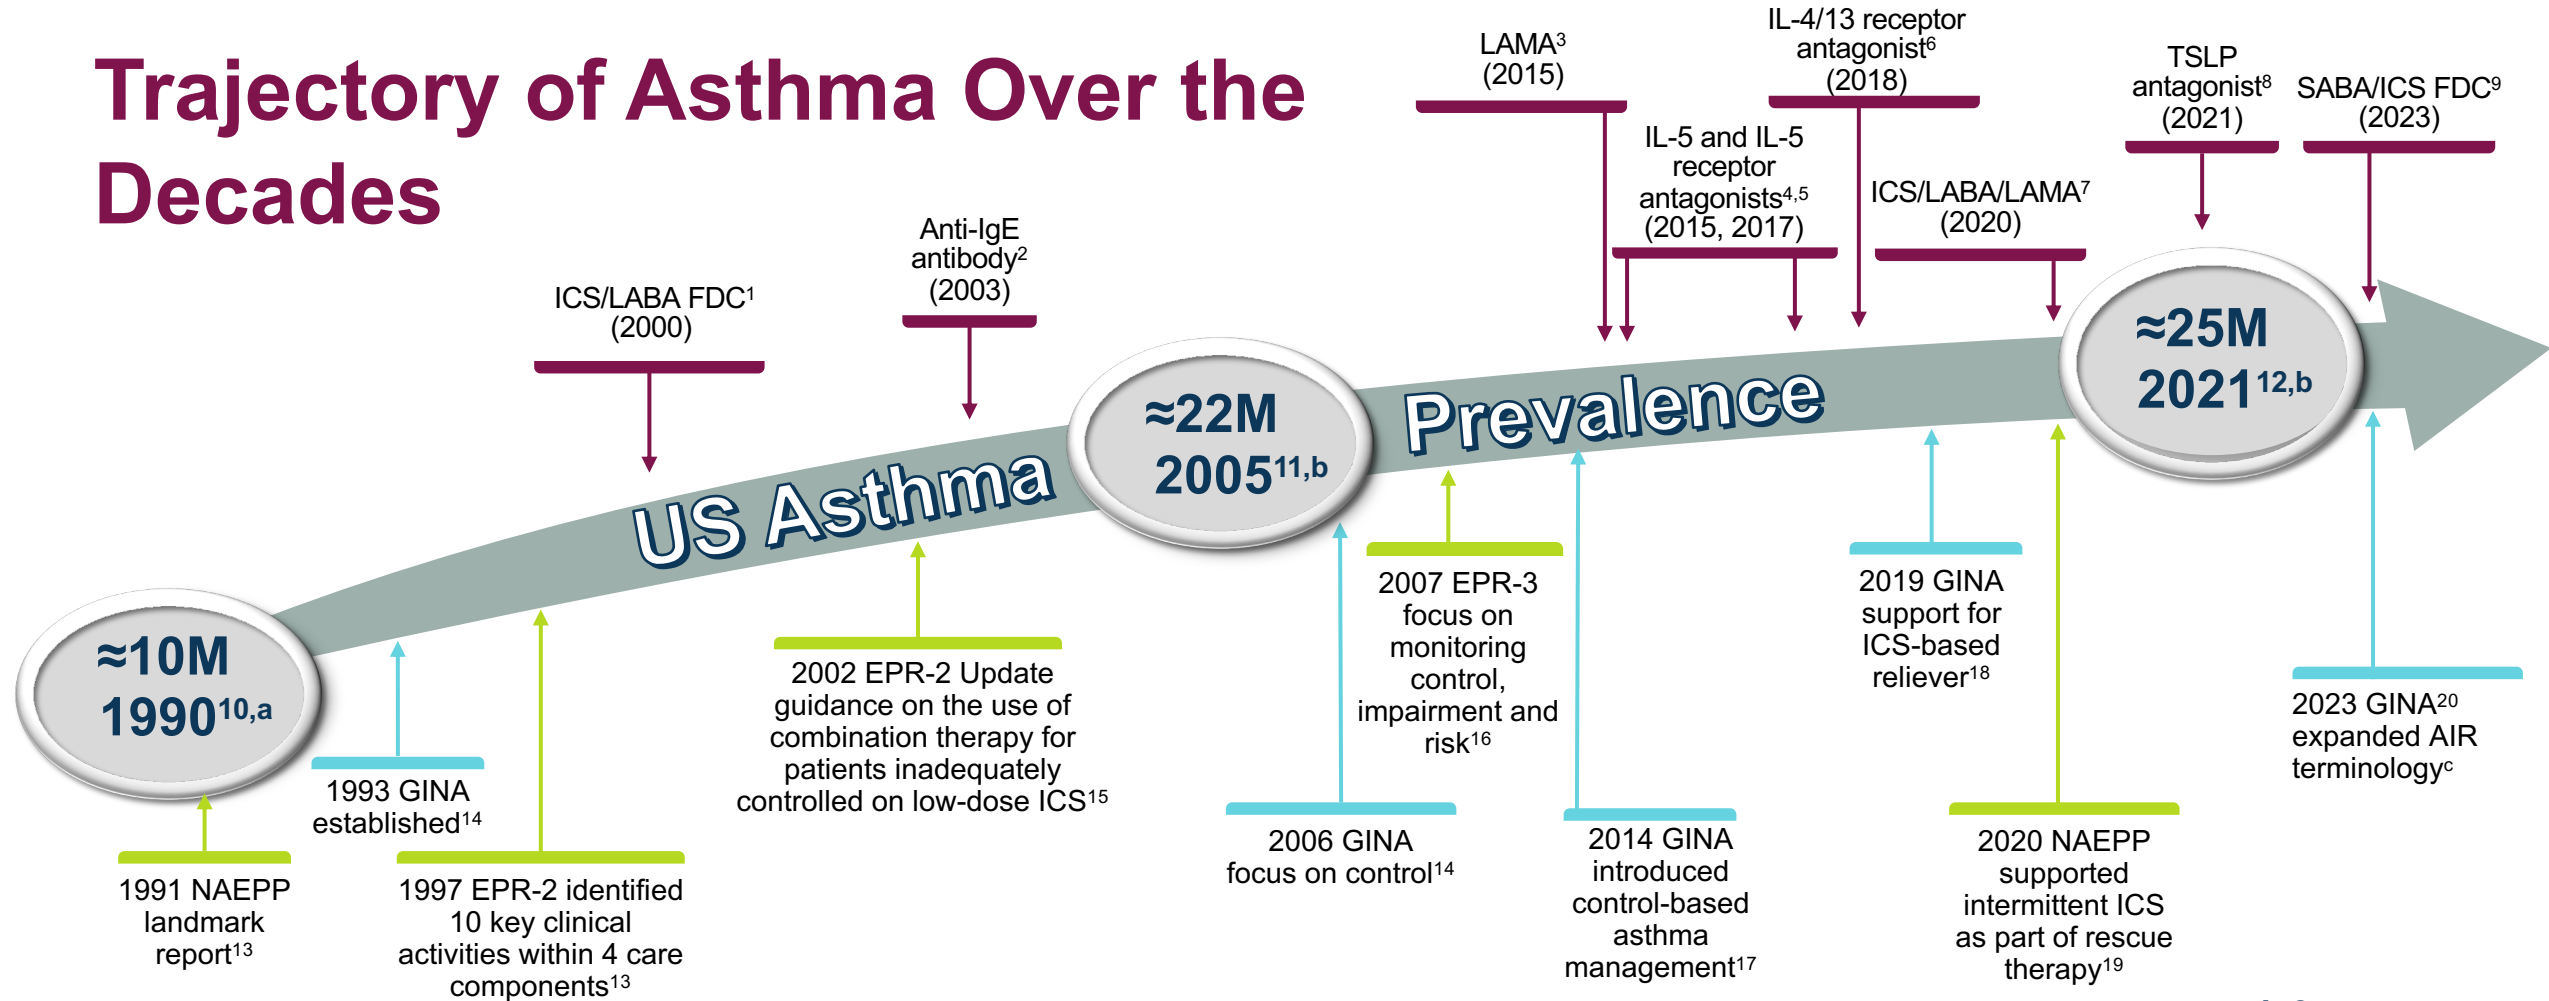 Trajectory of Asthma Over the
Decades
ICS/LABA FDC¹
(2000)
Anti-IgE
antibody²
(2003)
LAMA³
(2015)
IL-5 and IL-5
receptor
antagonists⁴,⁵
(2015, 2017)
IL-4/13 receptor
antagonist⁶
(2018)
ICS/LABA/LAMA⁷
(2020)
TSLP
antagonist⁸
(2021)
SABA/ICS FDC⁹
(2023)
US Asthma Prevalence
≈10M
1990¹⁰,ᵃ
≈22M
2005¹¹,ᵇ
≈25M
2021¹²,ᵇ
1991 NAEPP
landmark
report¹³
1993 GINA
established¹⁴
1997 EPR-2 identified
10 key clinical
activities within 4 care
components¹³
2002 EPR-2 Update
guidance on the use of
combination therapy for
patients inadequately
controlled on low-dose ICS¹⁵
2006 GINA
focus on control¹⁴
2007 EPR-3
focus on
monitoring
control,
impairment and
risk¹⁶
2014 GINA
introduced
control-based
asthma
management¹⁷
2019 GINA
support for
ICS-based
reliever¹⁸
2020 NAEPP
supported
intermittent ICS
as part of rescue
therapy¹⁹
2023 GINA²⁰
expanded AIR
terminologyᶜ